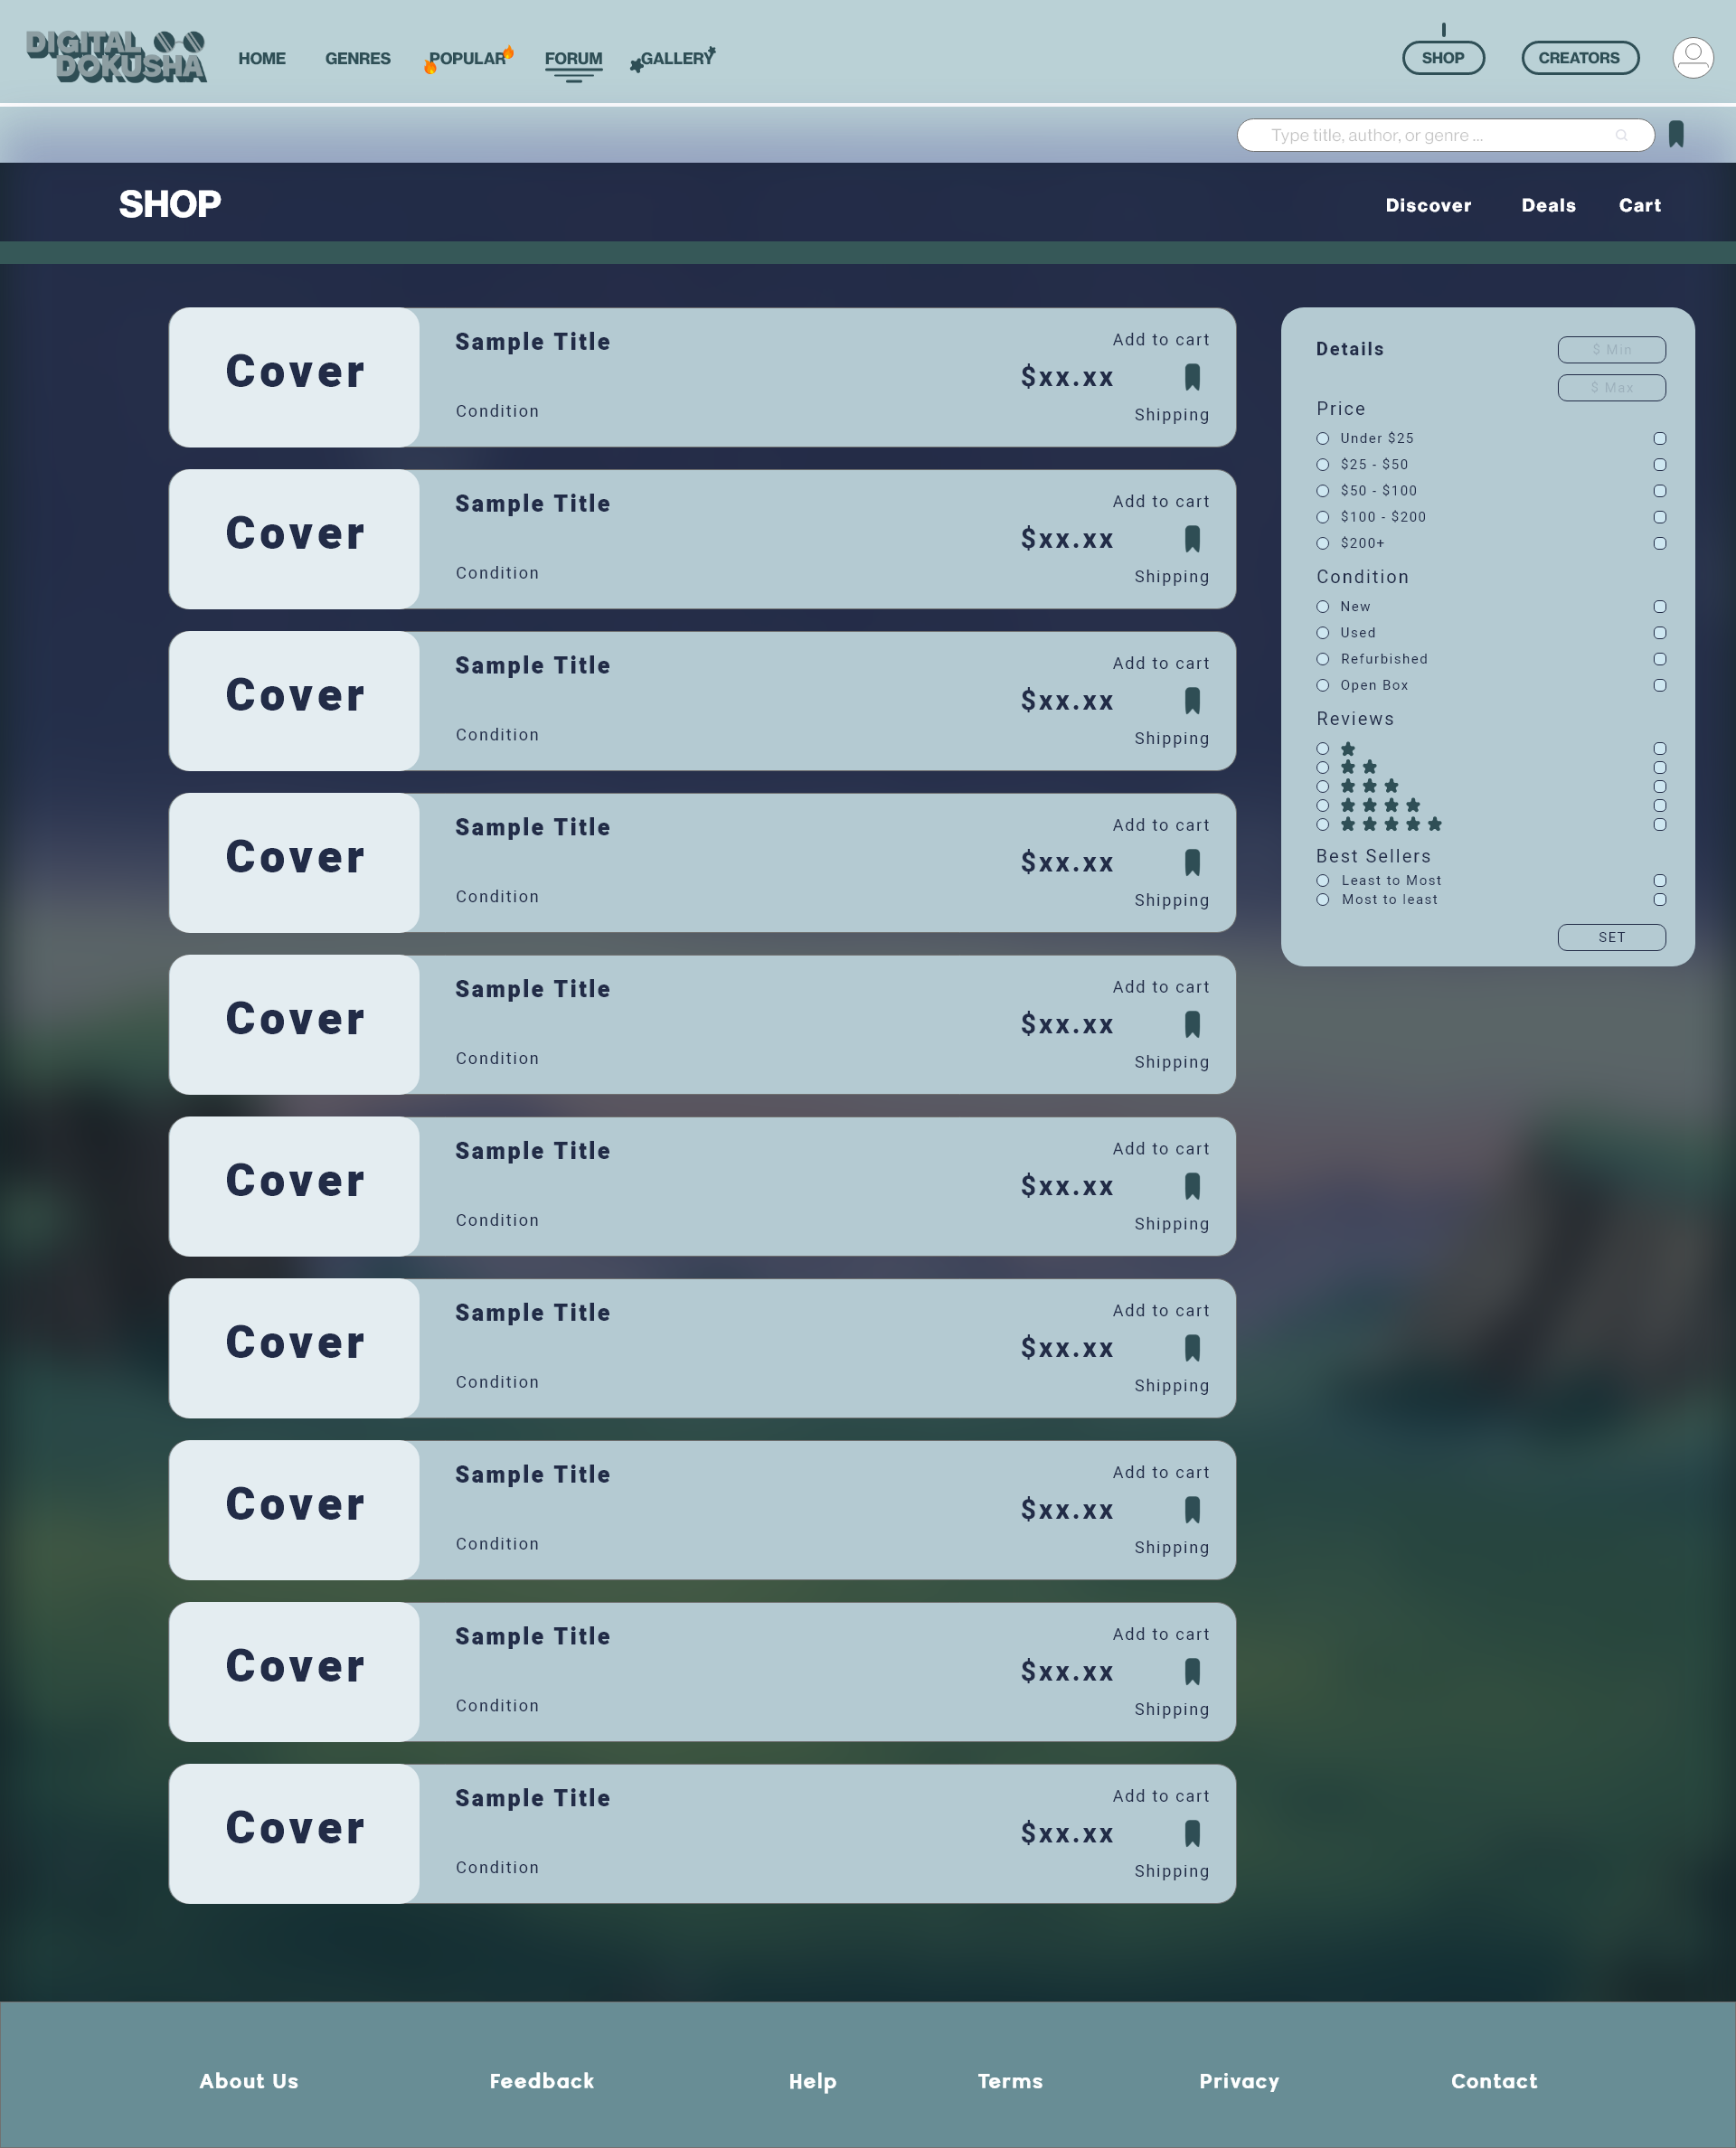 DIGITAL
DOKUSHA
HOME GENRES POPULAR FORUM GALLERY SHOP CREATORS
Type title, author, or genre ...
SHOP Discover Deals Cart
Cover
Sample Title
Condition
Add to cart
$xx.xx
Shipping
Cover
Sample Title
Condition
Add to cart
$xx.xx
Shipping
Cover
Sample Title
Condition
Add to cart
$xx.xx
Shipping
Cover
Sample Title
Condition
Add to cart
$xx.xx
Shipping
Cover
Sample Title
Condition
Add to cart
$xx.xx
Shipping
Cover
Sample Title
Condition
Add to cart
$xx.xx
Shipping
Cover
Sample Title
Condition
Add to cart
$xx.xx
Shipping
Cover
Sample Title
Condition
Add to cart
$xx.xx
Shipping
Cover
Sample Title
Condition
Add to cart
$xx.xx
Shipping
Cover
Sample Title
Condition
Add to cart
$xx.xx
Shipping
Details
$ Min
$ Max
Price
Under $25
$25 - $50
$50 - $100
$100 - $200
$200+
Condition
New
Used
Refurbished
Open Box
Reviews
Best Sellers
Least to Most
Most to least
SET
About Us Feedback Help Terms Privacy Contact